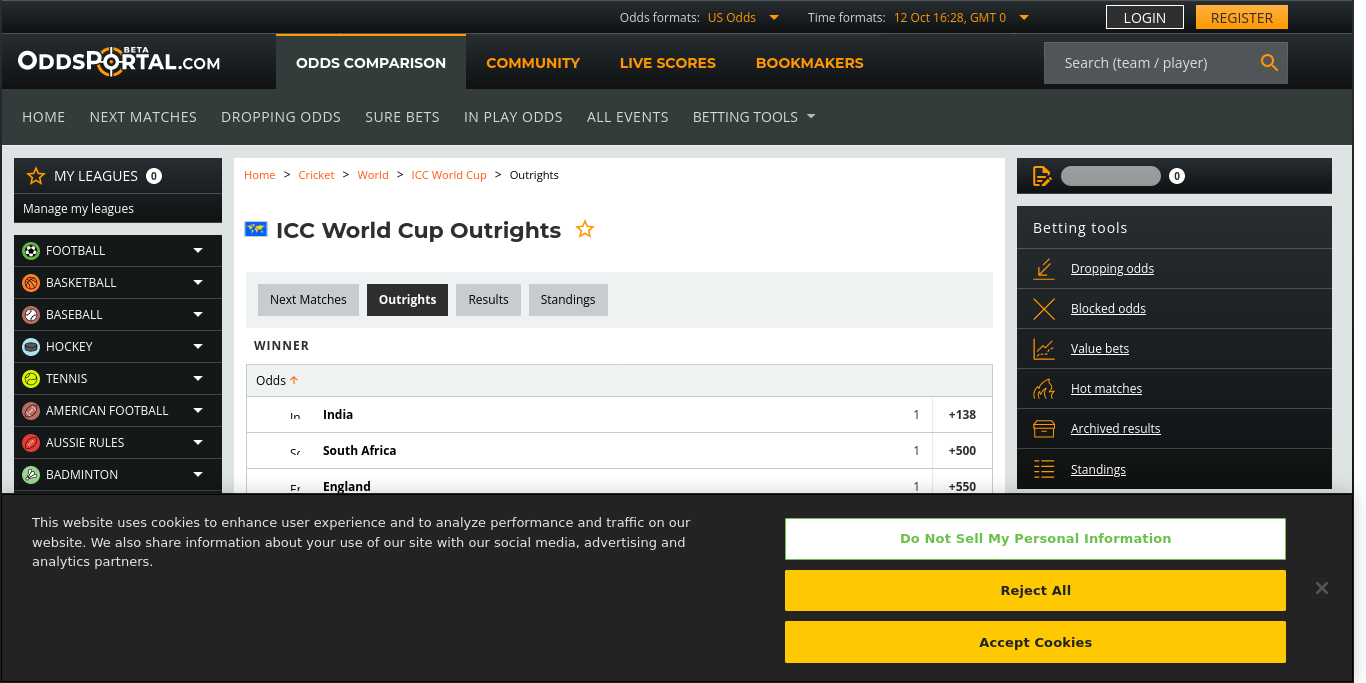 Odds formats: US Odds Time formats: 12 Oct 16:28, GMT 0 LOGIN REGISTER
ODDSPORTAL.COM BETA
ODDS COMPARISON COMMUNITY LIVE SCORES BOOKMAKERS Search (team / player)
HOME NEXT MATCHES DROPPING ODDS SURE BETS IN PLAY ODDS ALL EVENTS BETTING TOOLS
MY LEAGUES 0
Manage my leagues
FOOTBALL
BASKETBALL
BASEBALL
HOCKEY
TENNIS
AMERICAN FOOTBALL
AUSSIE RULES
BADMINTON
Home > Cricket > World > ICC World Cup > Outrights
ICC World Cup Outrights
Next Matches Outrights Results Standings
WINNER
Odds
India 1 +138
South Africa 1 +500
England 1 +550
0
Betting tools
Dropping odds
Blocked odds
Value bets
Hot matches
Archived results
Standings
This website uses cookies to enhance user experience and to analyze performance and traffic on our
website. We also share information about your use of our site with our social media, advertising and
analytics partners.
Do Not Sell My Personal Information
Reject All
Accept Cookies